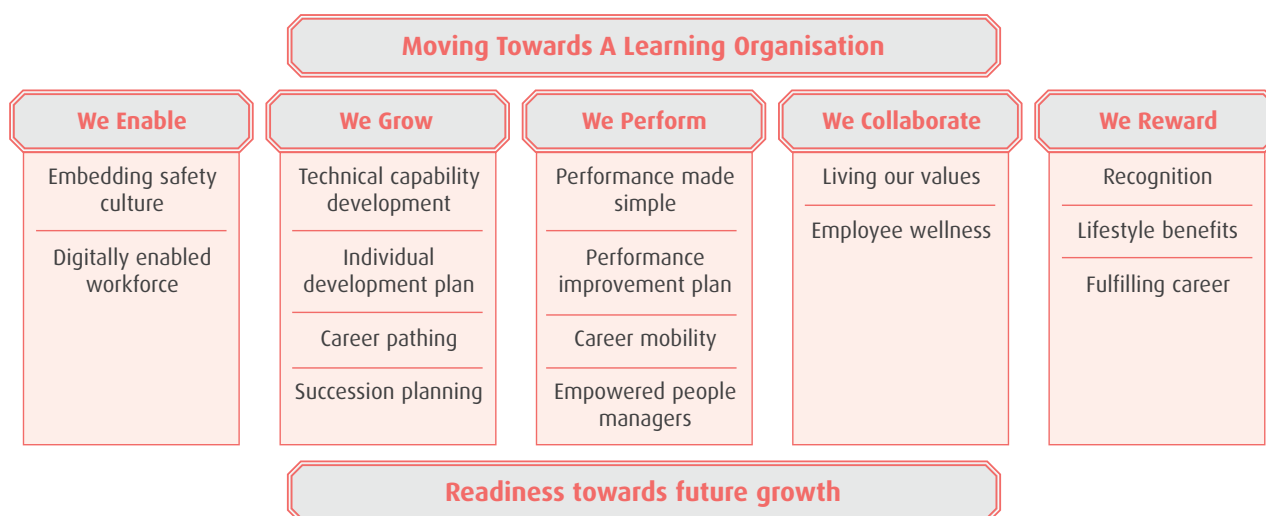 Moving Towards A Learning Organisation
We Enable
Embedding safety
culture
Digitally enabled
workforce
We Grow
Technical capability
development
Individual
development plan
Career pathing
Succession planning
We Perform
Performance made
simple
Performance
improvement plan
Career mobility
Empowered people
managers
We Collaborate
Living our values
Employee wellness
We Reward
Recognition
Lifestyle benefits
Fulfilling career
Readiness towards future growth